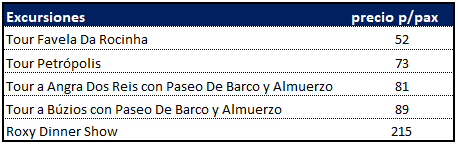 Excursiones precio p/pax
Tour Favela Da Rocinha 52
Tour Petrópolis 73
Tour a Angra Dos Reis con Paseo De Barco y Almuerzo 81
Tour a Búzios con Paseo De Barco y Almuerzo 89
Roxy Dinner Show 215